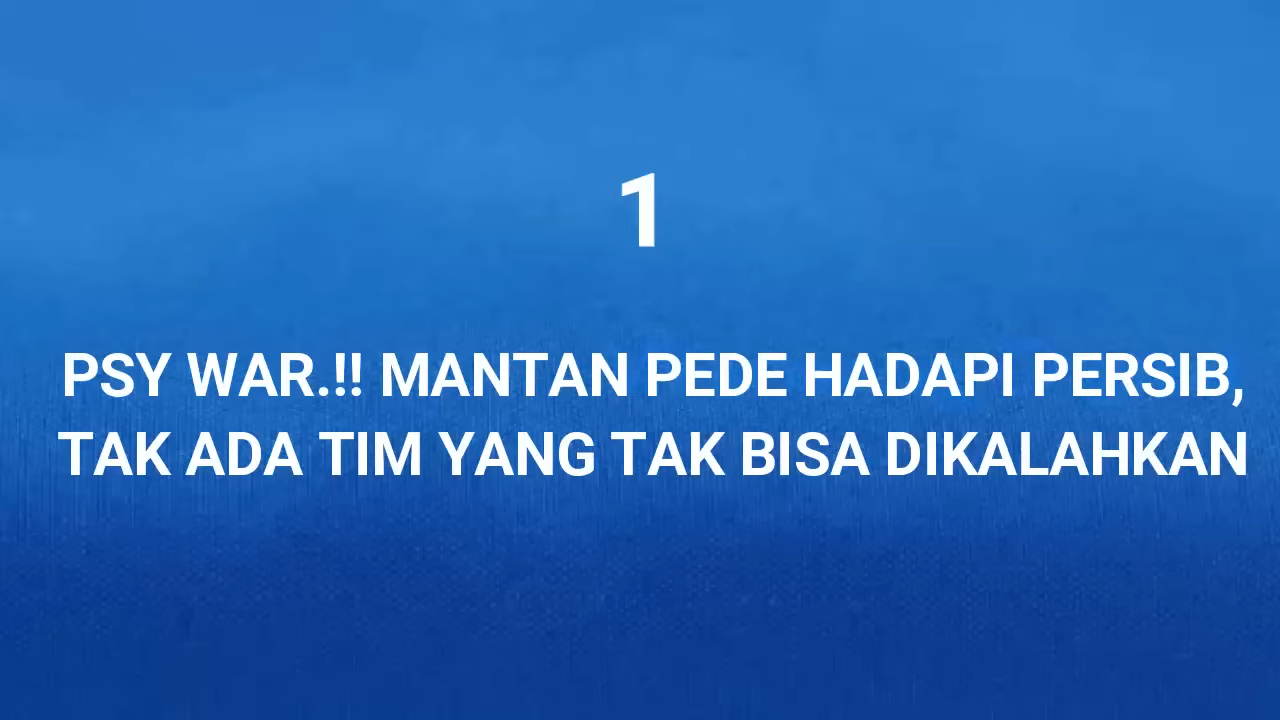 1
PSY WAR.!! MANTAN PEDE HADAPI PERSIB,
TAK ADA TIM YANG TAK BISA DIKALAHKAN